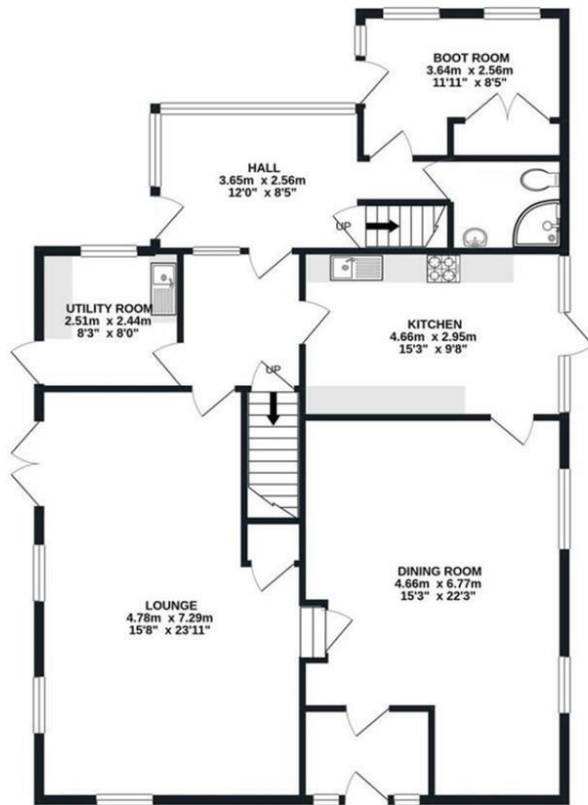 BOOT ROOM
3.64m x 2.56m
11'11" x 8'5"
HALL
3.65m x 2.56m
12'0" x 8'5"
UP
UTILITY ROOM
2.51m x 2.44m
8'3" x 8'0"
KITCHEN
4.66m x 2.95m
15'3" x 9'8"
UP
DINING ROOM
4.66m x 6.77m
15'3" x 22'3"
LOUNGE
4.78m x 7.29m
15'8" x 23'11"